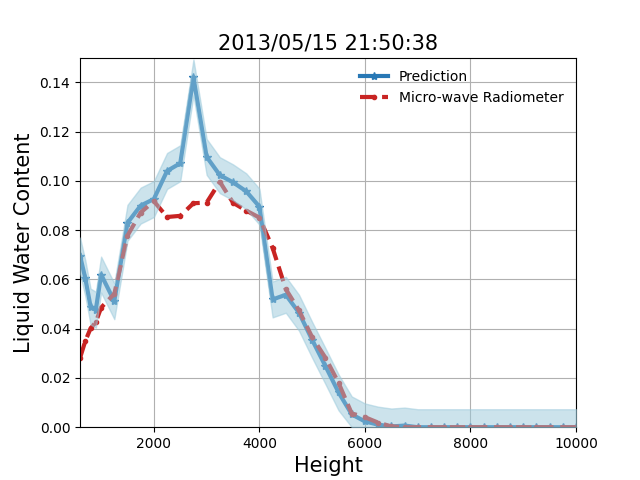 2013/05/15 21:50:38
Prediction
Micro-wave Radiometer
Liquid Water Content
0.14
0.12
0.10
0.08
0.06
0.04
0.02
0.00
2000 4000 6000 8000 10000
Height